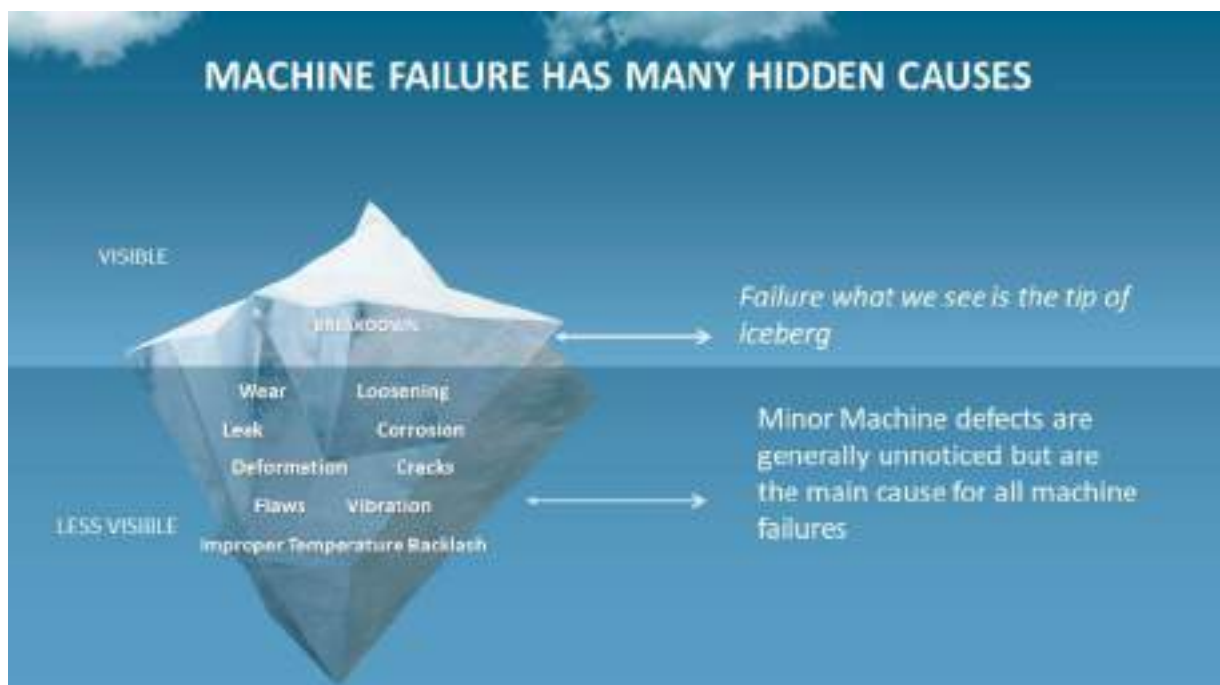 MACHINE FAILURE HAS MANY HIDDEN CAUSES
VISIBLE
BREAKDOWN
Failure what we see is the tip of
Iceberg
Wear Loosening
Leak Corrosion
Deformation Cracks
Flaws Vibration
Improper Temperature Backlash
LESS VISIBLE
Minor Machine defects are
generally unnoticed but are
the main cause for all machine
failures